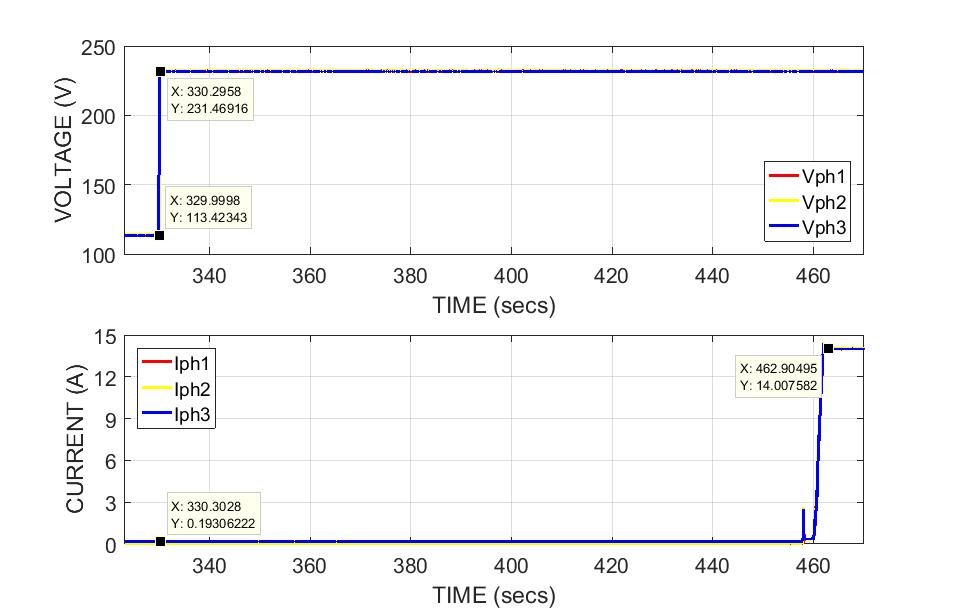 250
200
150
100
VOLTAGE (V)
X: 330.2958
Y: 231.46916
X: 329.9998
Y: 113.42343
Vph1
Vph2
Vph3
340 360 380 400 420 440 460
TIME (secs)
15
12
9
6
3
0
CURRENT (A)
Iph1
Iph2
Iph3
X: 462.90495
Y: 14.007582
X: 330.3028
Y: 0.19306222
340 360 380 400 420 440 460
TIME (secs)